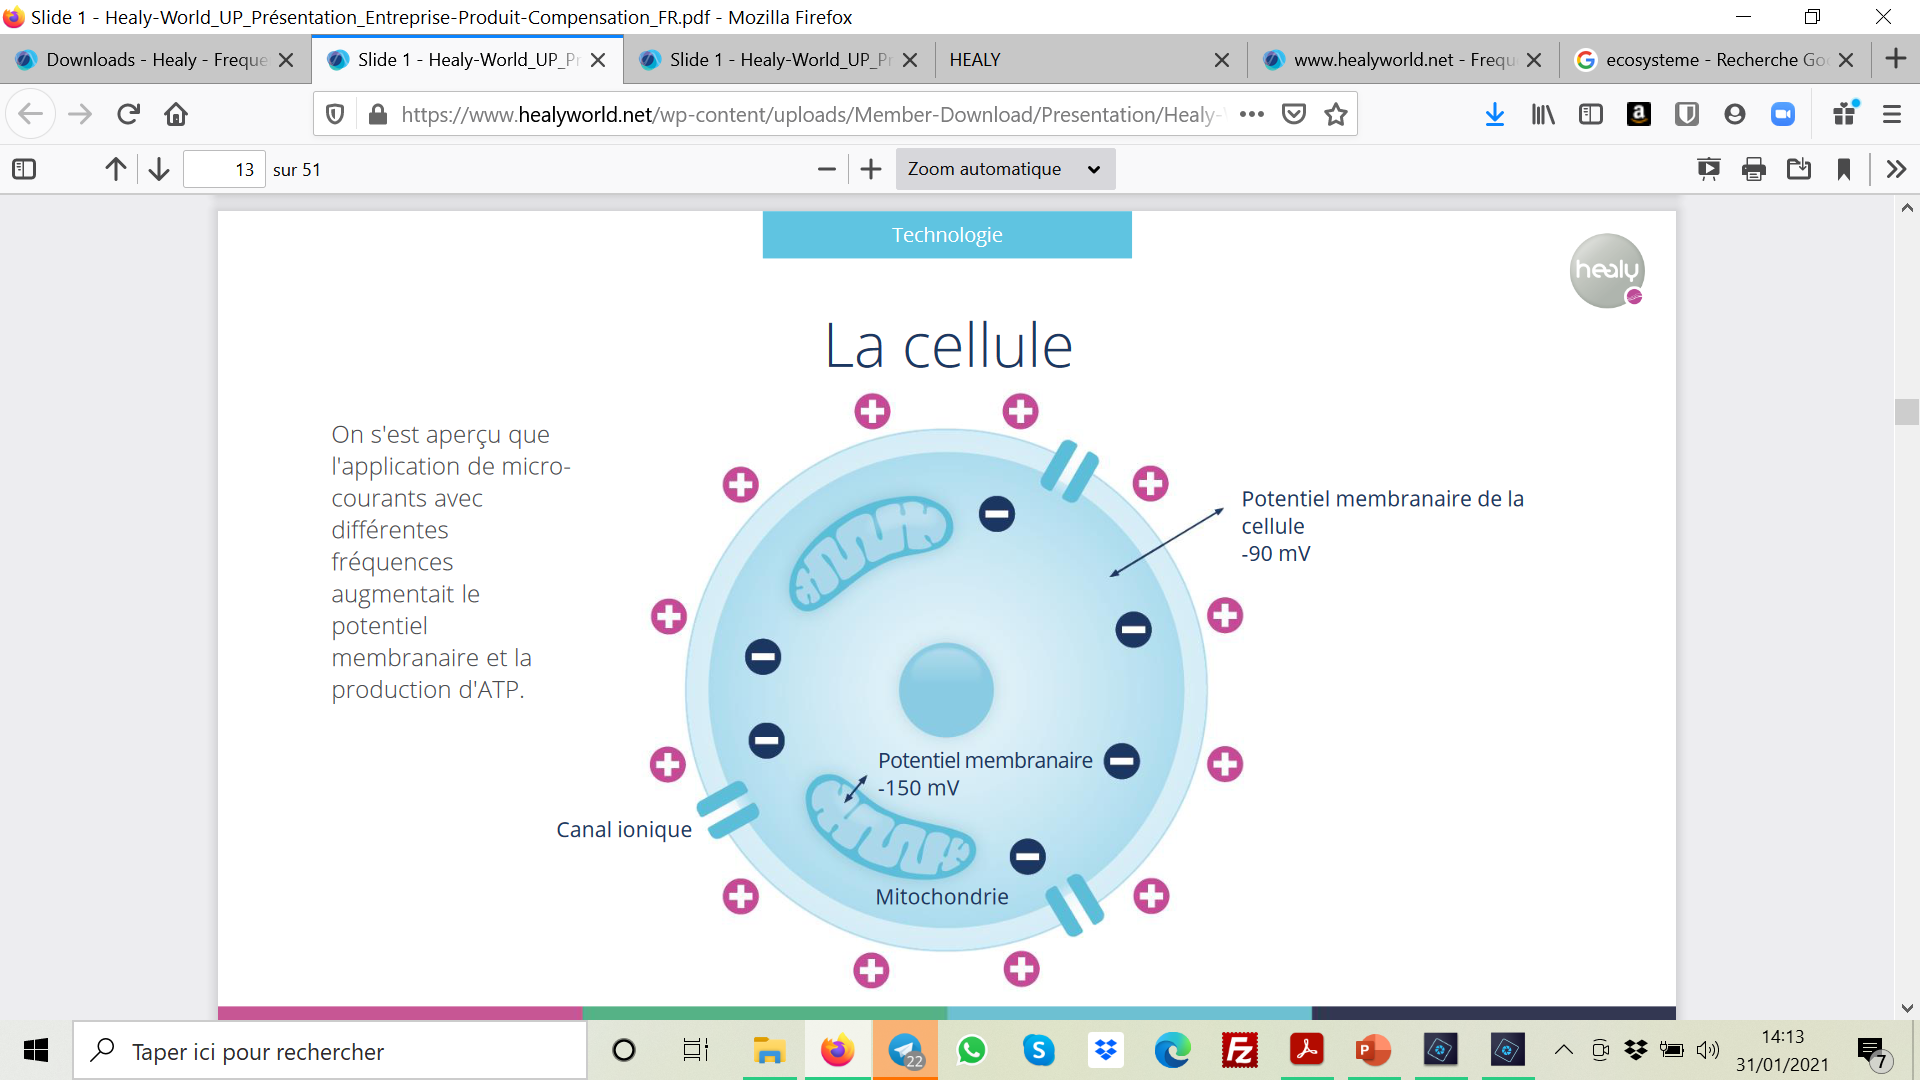 Slide 1 - Healy-World_UP_Présentation_Entreprise-Produit-Compensation_FR.pdf - Mozilla Firefox
Downloads - Healy - Freque
Slide 1 - Healy-World_UP_Pr
Slide 1 - Healy-World_UP_Pr
HEALY
www.healyworld.net - Frequ
ecosysteme - Recherche Goo
https://www.healyworld.net/wp-content/uploads/Member-Download/Presentation/Healy-
13 sur 51
Zoom automatique
Technologie
healy
La cellule
On s'est aperçu que
l'application de micro-
courants avec
différentes
fréquences
augmentait le
potentiel
membranaire et la
production d'ATP.
Potentiel membranaire de la
cellule
-90 mV
Potentiel membranaire
-150 mV
Canal ionique
Mitochondrie
Taper ici pour rechercher
22
14:13
31/01/2021
7